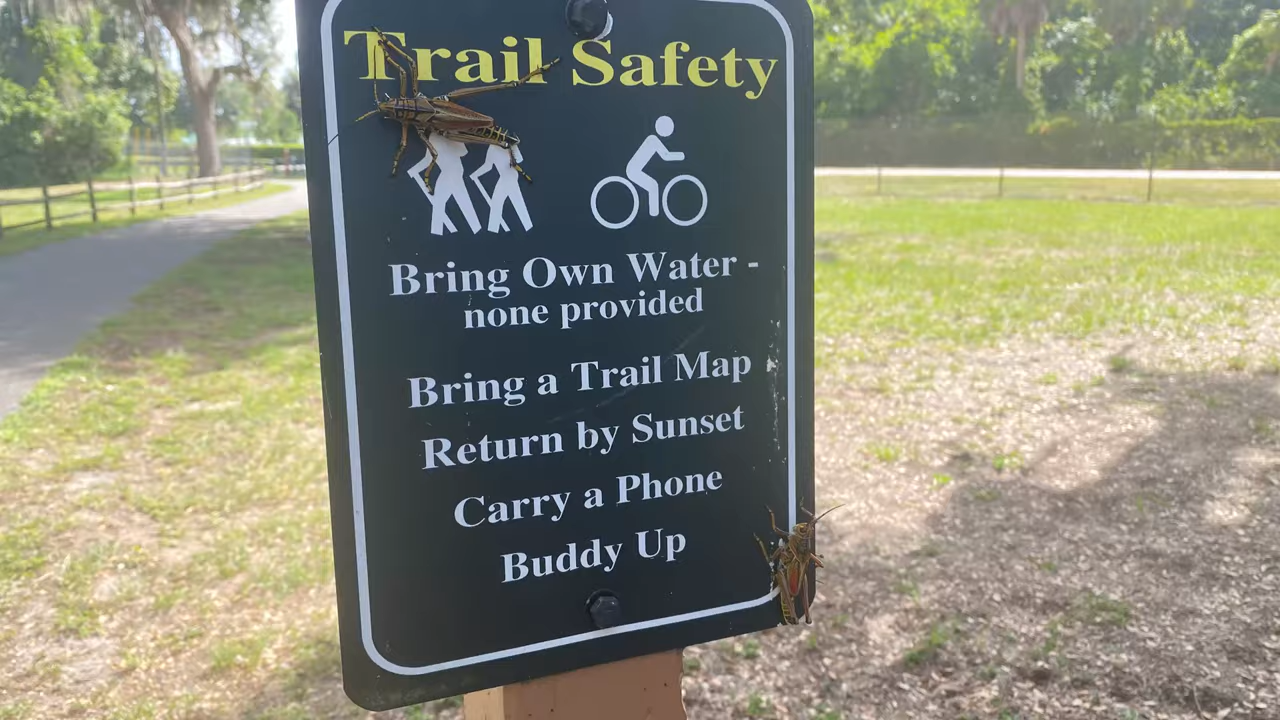 Trail Safety
Bring Own Water -
none provided
Bring a Trail Map
Return by Sunset
Carry a Phone
Buddy Up